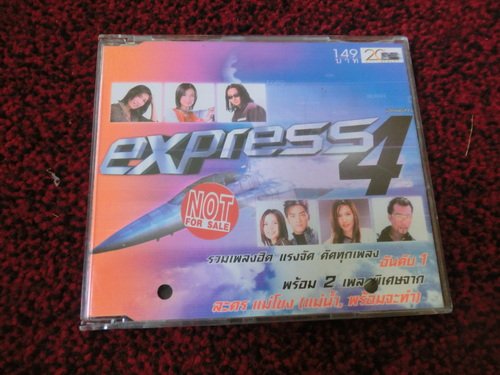 149
บาท
express 4
NOT
FOR SALE
รวมเพลงฮิต แรงจัด คัดทุกเพลง อันดับ 1
พร้อม 2 เพลงพิเศษจาก
ละคร แม่โขง (แม่น้ำ, พร้อมจะทำ)